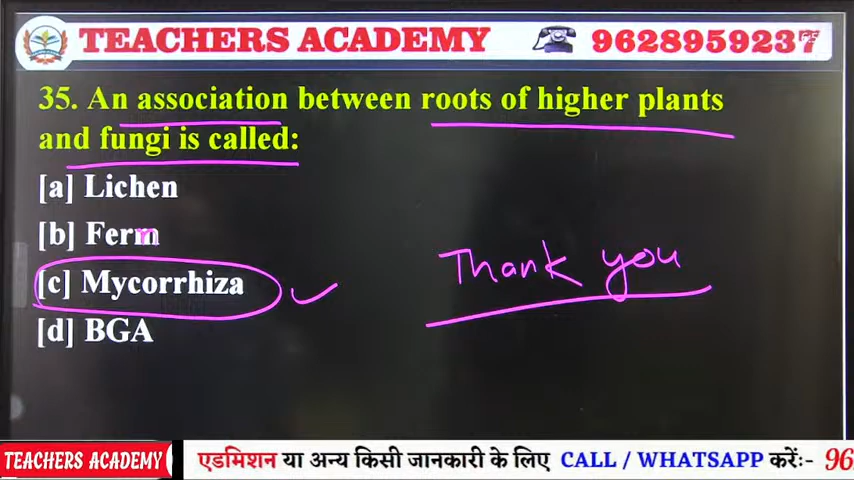 TEACHERS ACADEMY 9628959237
35. An association between roots of higher plants
and fungi is called:
[a] Lichen
[b] Ferm
[c] Mycorrhiza
[d] BGA
Thank you
TEACHERS ACADEMY एडमिशन या अन्य किसी जानकारी के लिए CALL / WHATSAPP करेंः- 96